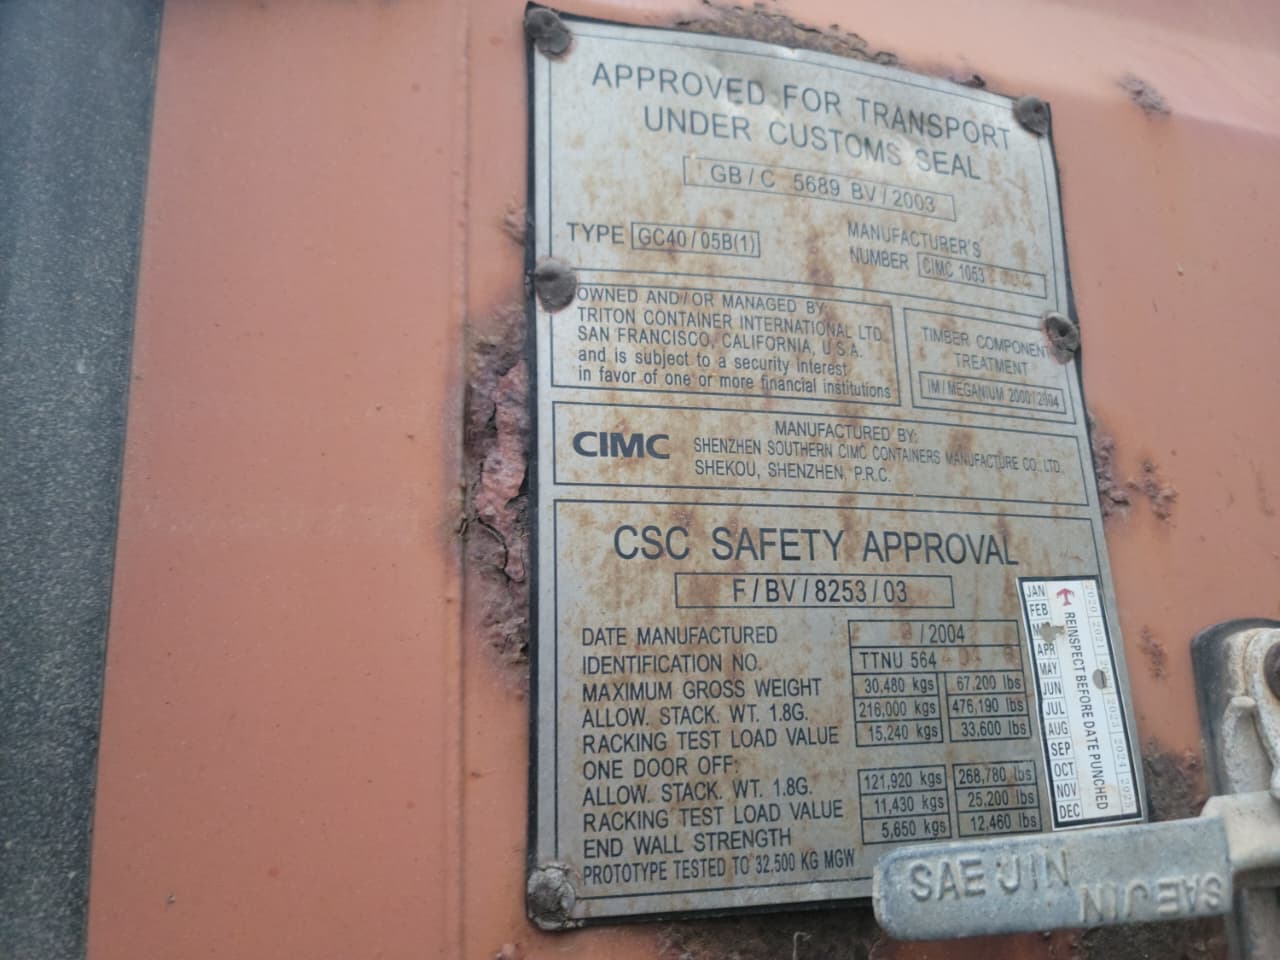 APPROVED FOR TRANSPORT
UNDER CUSTOMS SEAL
GB / C 5689 BV / 2003
TYPE GC40 / 05B(1)
MANUFACTURER'S
NUMBER CIMC 1053
OWNED AND/OR MANAGED BY:
TRITON CONTAINER INTERNATIONAL LTD.
SAN FRANCISCO, CALIFORNIA, U.S.A.
and is subject to a security interest
in favor of one or more financial institutions
TIMBER COMPONENT
TREATMENT
IM / MEGANIUM 2000 / 2004
CIMC
MANUFACTURED BY:
SHENZHEN SOUTHERN CIMC CONTAINERS MANUFACTURE CO., LTD.
SHEKOU, SHENZHEN, P.R.C.
CSC SAFETY APPROVAL
F / BV / 8253 / 03
DATE MANUFACTURED / 2004
IDENTIFICATION NO. TTNU 564
MAXIMUM GROSS WEIGHT 30,480 kgs 67,200 lbs
ALLOW. STACK. WT. 1.8G. 216,000 kgs 476,190 lbs
RACKING TEST LOAD VALUE 15,240 kgs 33,600 lbs
ONE DOOR OFF:
ALLOW. STACK. WT. 1.8G. 121,920 kgs 268,780 lbs
RACKING TEST LOAD VALUE 11,430 kgs 25,200 lbs
END WALL STRENGTH 5,650 kgs 12,460 lbs
PROTOTYPE TESTED TO 32,500 KG MGW
JAN
FEB
APR
MAY
JUN
JUL
AUG
SEP
OCT
NOV
DEC
REINSPECT BEFORE DATE PUNCHED
2020 2021 2023 2024 2025
SAE JIN
SAE JIN